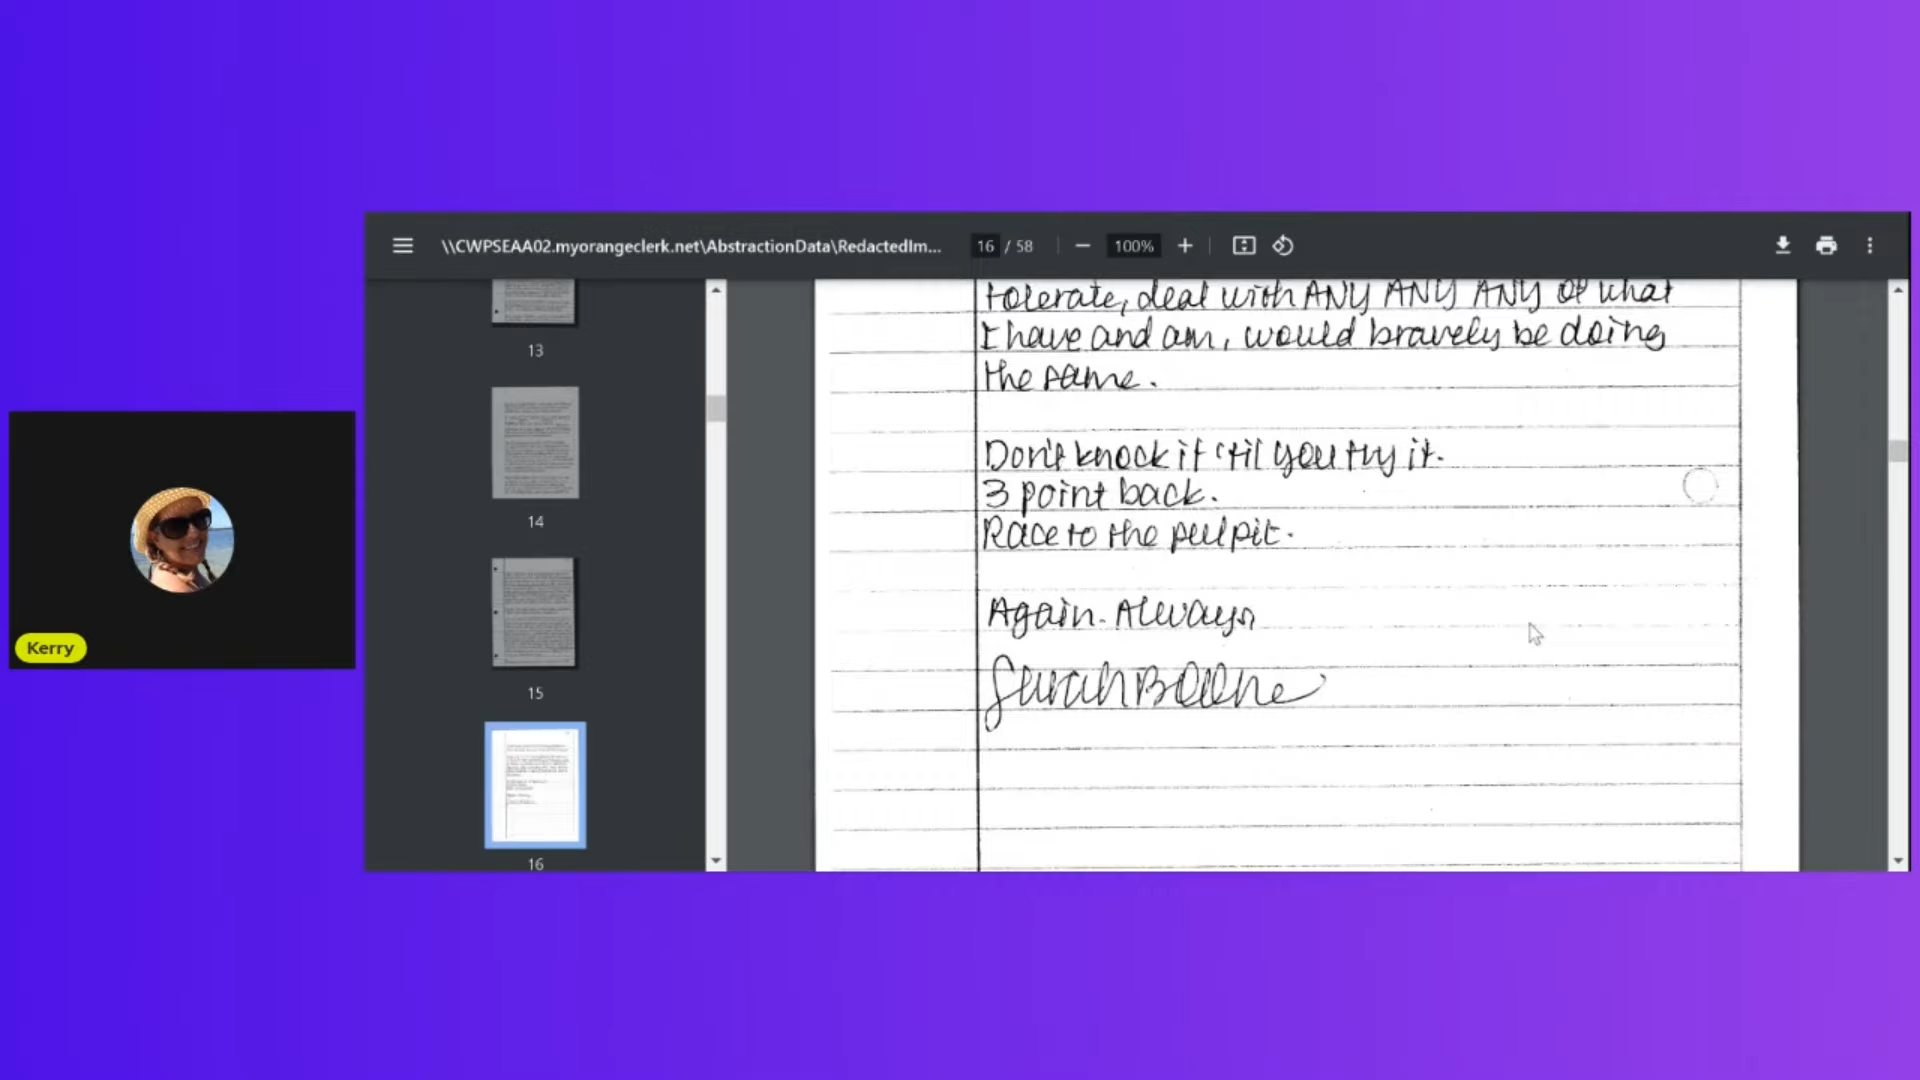 \\CWPSEAA02.myorangeclerk.net\AbstractionData\RedactedIm...
16 / 58
100%
13
14
15
16
Kerry
tolerate, deal with ANY ANY ANY of what
I have and am, would bravely be doing
the same.
Don't knock it 'til you try it.
3 point back.
Race to the pulpit.
Again. Always,
Sarah Boone